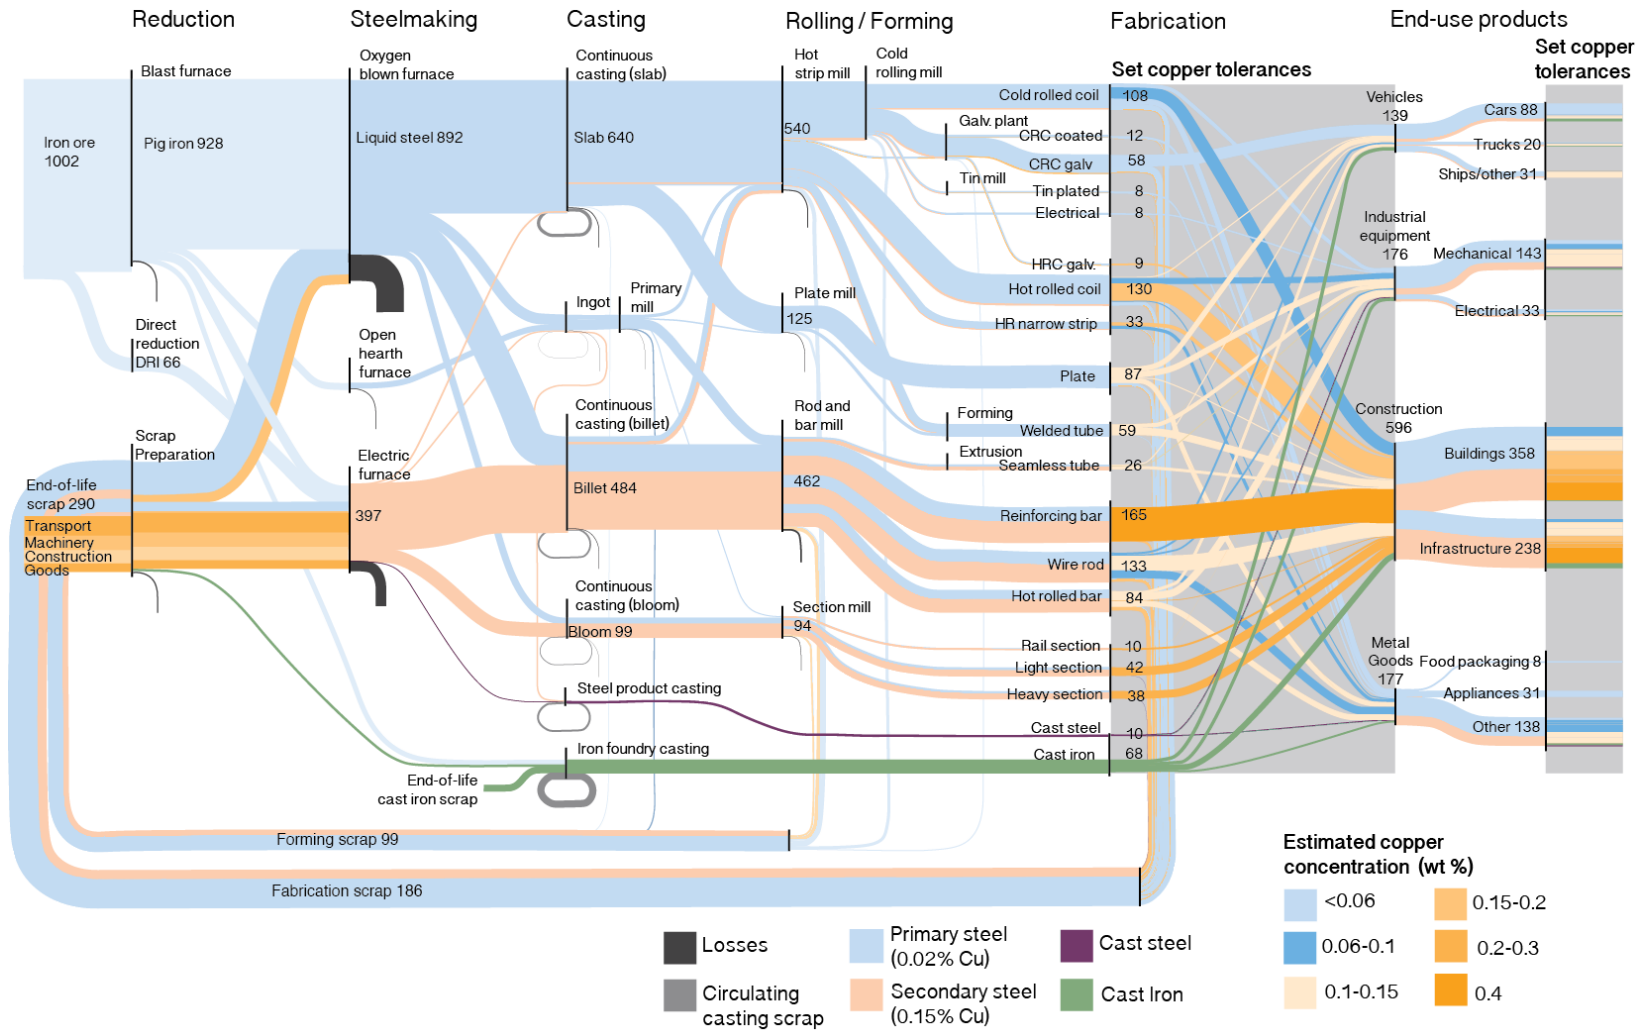 Reduction
Steelmaking
Casting
Rolling / Forming
Fabrication
End-use products
Set copper tolerances
Set copper
tolerances
Blast furnace
Oxygen
blown furnace
Continuous
casting (slab)
Hot
strip mill
Cold
rolling mill
Iron ore
1002
Pig iron 928
Liquid steel 892
Slab 640
540
Cold rolled coil
108
Galv. plant
CRC coated
12
CRC galv
58
Tin mill
Tin plated
8
Electrical
8
HRC galv.
9
Hot rolled coil
130
HR narrow strip
33
Vehicles
139
Cars 88
Trucks 20
Ships/other 31
Industrial
equipment
176
Mechanical 143
Electrical 33
Direct
reduction
DRI 66
Open
hearth
furnace
Ingot
Primary
mill
Plate mill
125
Plate
87
Forming
Welded tube
59
Extrusion
Seamless tube
26
Construction
596
Buildings 358
Infrastructure 238
Scrap
Preparation
Electric
furnace
397
Continuous
casting (billet)
Billet 484
Rod and
bar mill
462
Reinforcing bar
165
Wire rod
133
Hot rolled bar
84
End-of-life
scrap 290
Transport
Machinery
Construction
Goods
Continuous
casting (bloom)
Bloom 99
Section mill
94
Rail section
10
Light section
42
Heavy section
38
Metal
Goods
177
Food packaging 8
Appliances 31
Other 138
Steel product casting
Cast steel
10
Iron foundry casting
Cast iron
68
End-of-life
cast iron scrap
Forming scrap 99
Fabrication scrap 186
Estimated copper
concentration (wt %)
<0.06
0.15-0.2
0.06-0.1
0.2-0.3
0.1-0.15
0.4
Losses
Primary steel
(0.02% Cu)
Cast steel
Circulating
casting scrap
Secondary steel
(0.15% Cu)
Cast Iron